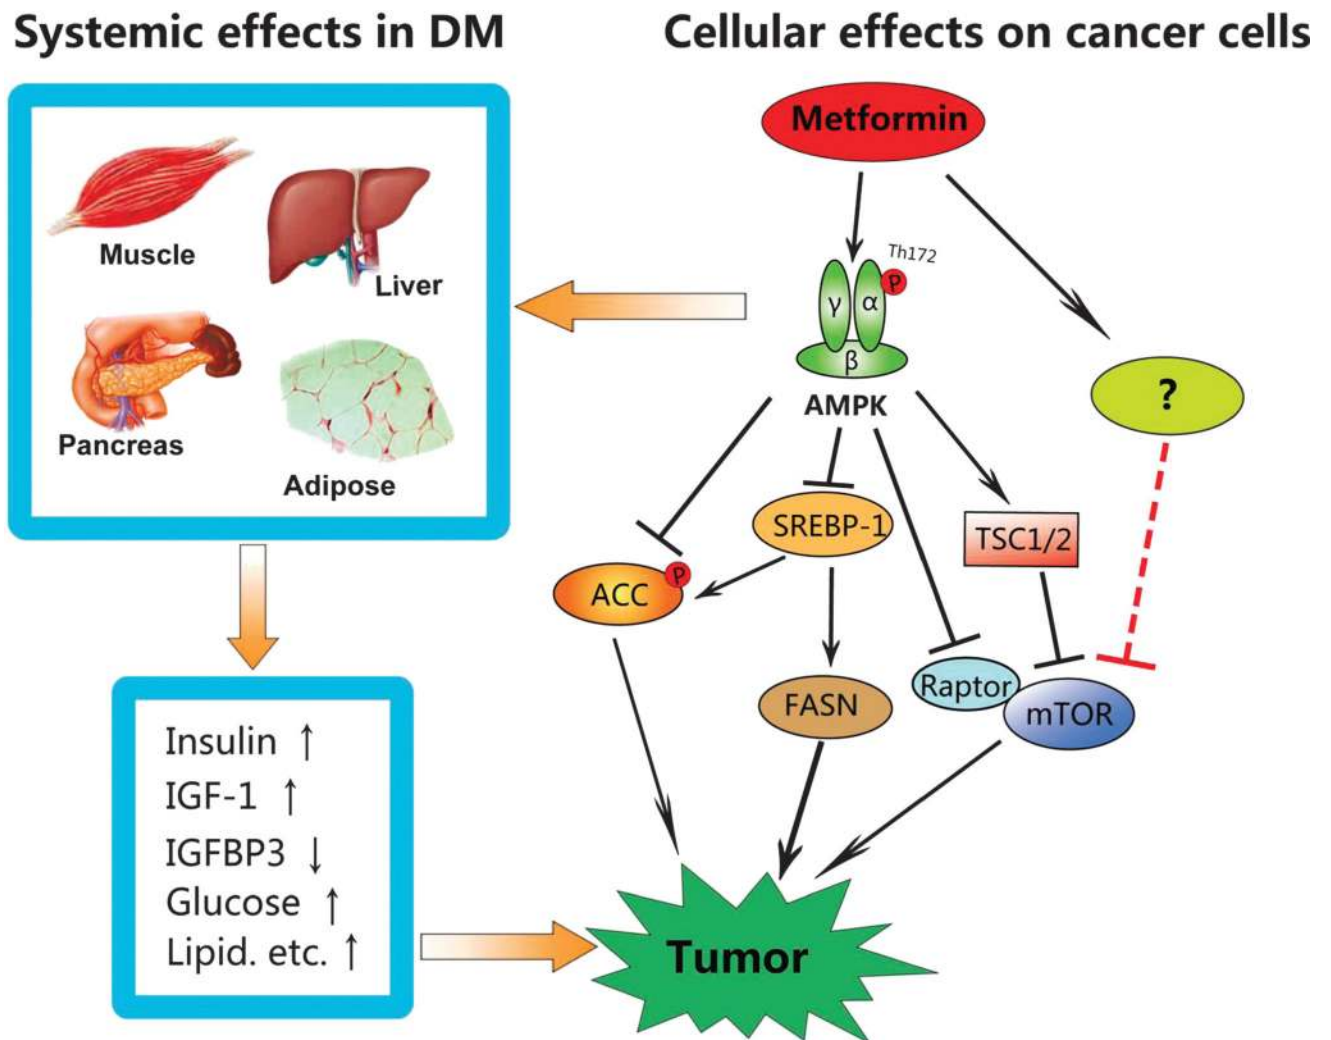 Systemic effects in DM
Cellular effects on cancer cells
Muscle
Liver
Pancreas
Adipose
Insulin ↑
IGF-1 ↑
IGFBP3 ↓
Glucose ↑
Lipid. etc. ↑
Metformin
Th172
P
γ
α
β
AMPK
?
SREBP-1
TSC1/2
P
ACC
FASN
Raptor
mTOR
Tumor